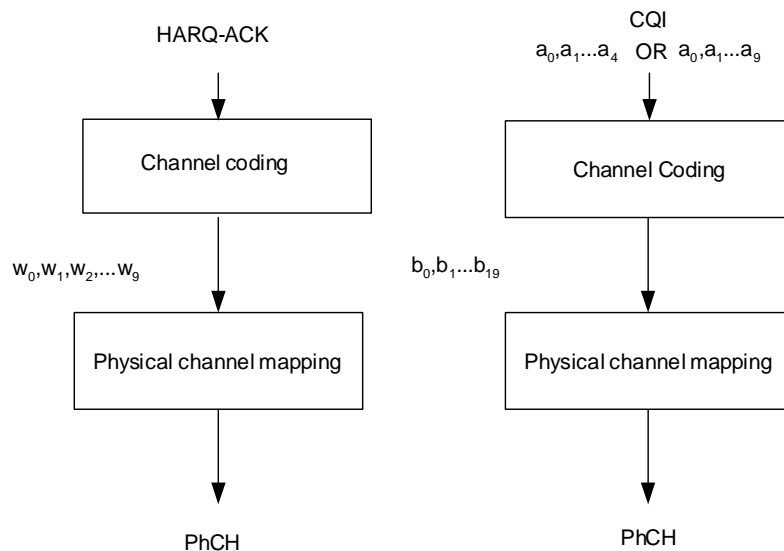 HARQ-ACK
Channel coding
w₀,w₁,w₂,...w₉
Physical channel mapping
PhCH
CQI
a₀,a₁...a₄ OR a₀,a₁...a₉
Channel Coding
b₀,b₁...b₁₉
Physical channel mapping
PhCH